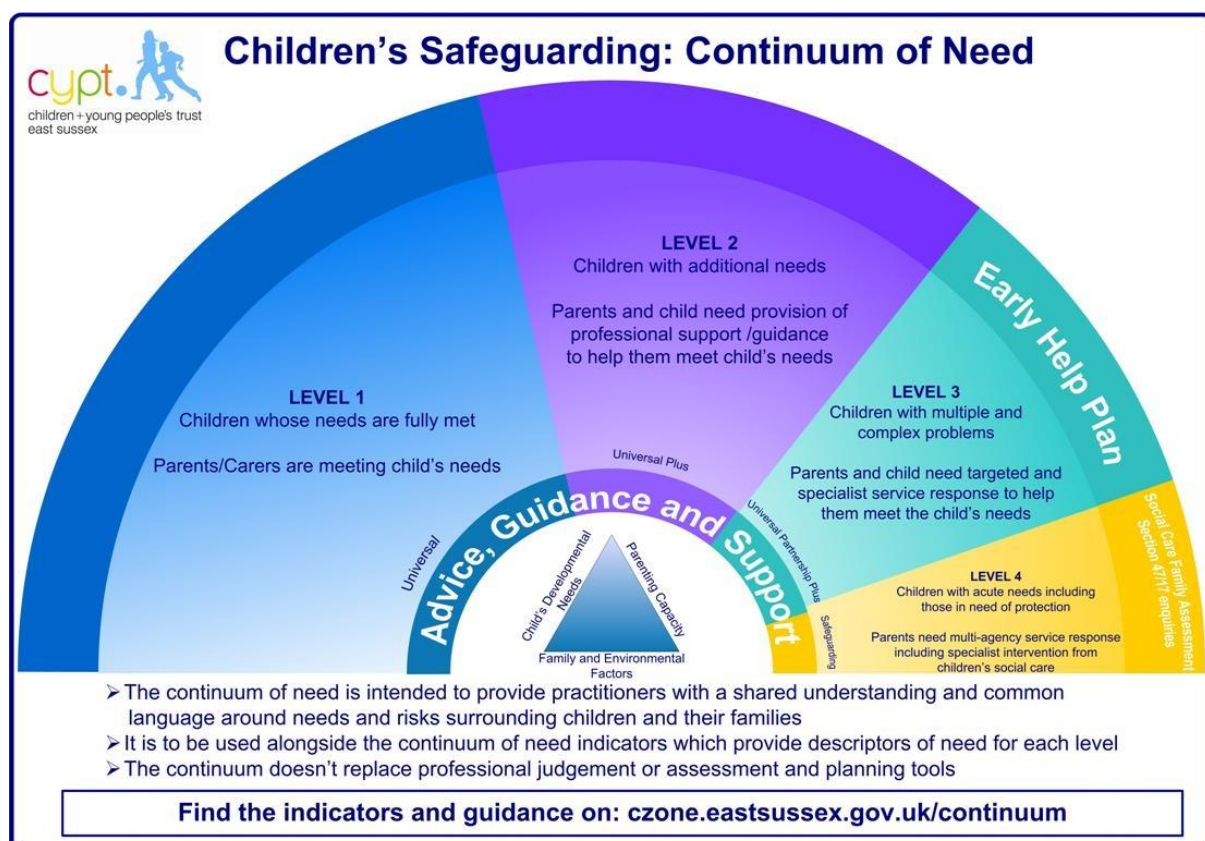 Children’s Safeguarding: Continuum of Need
cypt.
children + young people's trust
east sussex
LEVEL 1
Children whose needs are fully met
Parents/Carers are meeting child’s needs
LEVEL 2
Children with additional needs
Parents and child need provision of
professional support /guidance
to help them meet child’s needs
LEVEL 3
Children with multiple and
complex problems
Parents and child need targeted and
specialist service response to help
them meet the child’s needs
Early Help Plan
LEVEL 4
Children with acute needs including
those in need of protection
Parents need multi-agency service response
including specialist intervention from
children’s social care
Social Care Family Assessment
Section 47/17 enquiries
Universal
Universal Plus
Universal Partnership Plus
Safeguarding
Advice, Guidance and Support
Child’s Developmental
Needs
Parenting Capacity
Family and Environmental
Factors
➢ The continuum of need is intended to provide practitioners with a shared understanding and common
language around needs and risks surrounding children and their families
➢ It is to be used alongside the continuum of need indicators which provide descriptors of need for each level
➢ The continuum doesn’t replace professional judgement or assessment and planning tools
Find the indicators and guidance on: czone.eastsussex.gov.uk/continuum